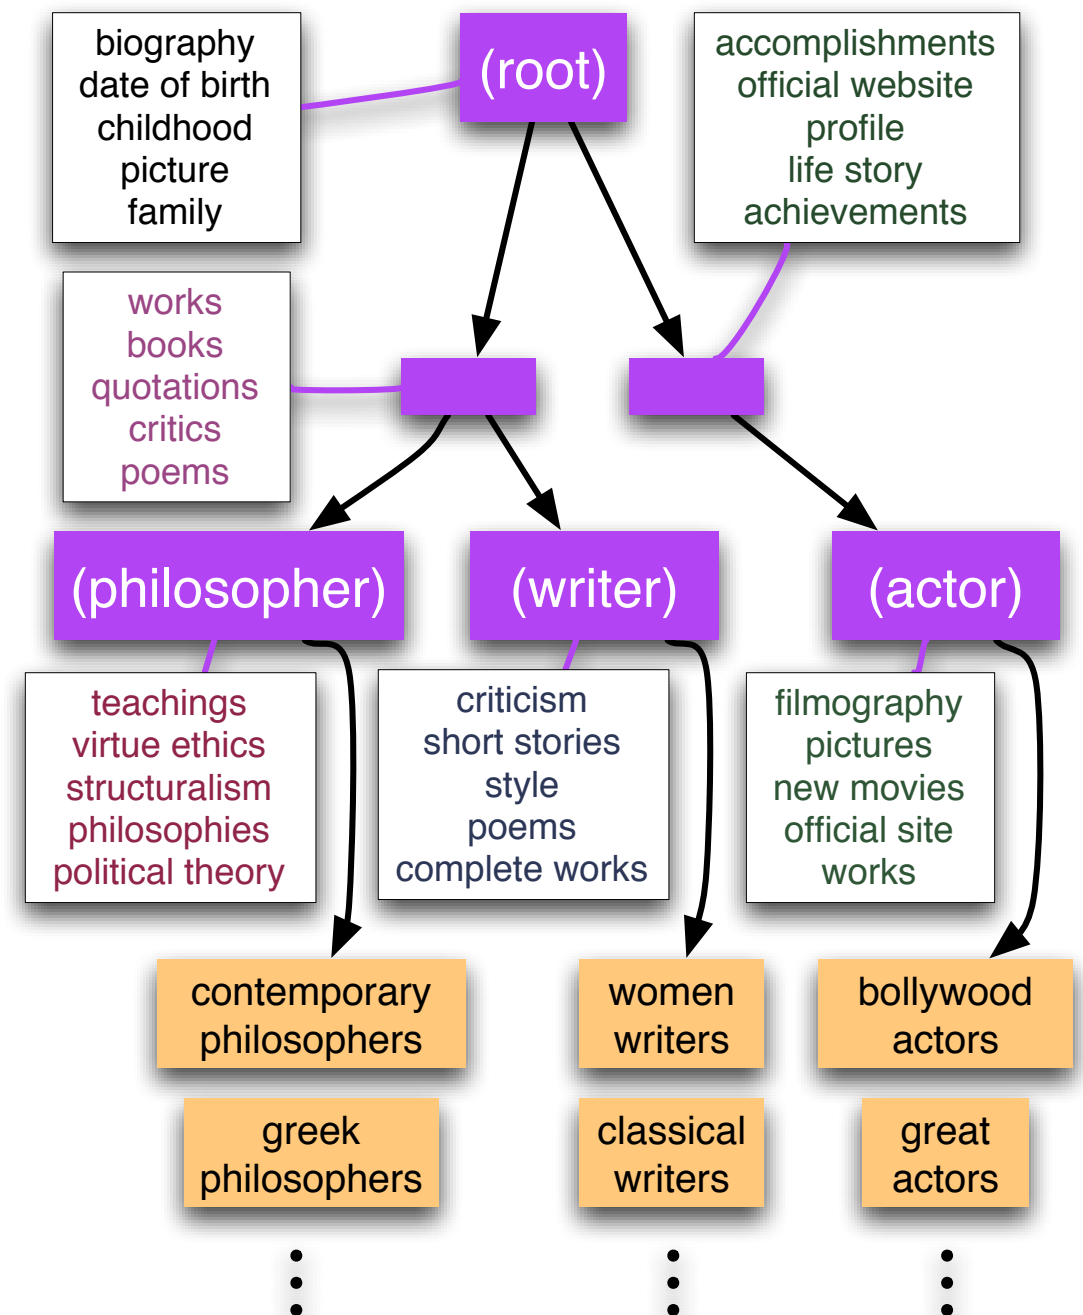 biography
date of birth
childhood
picture
family
(root)
accomplishments
official website
profile
life story
achievements
works
books
quotations
critics
poems
(philosopher)
(writer)
(actor)
teachings
virtue ethics
structuralism
philosophies
political theory
criticism
short stories
style
poems
complete works
filmography
pictures
new movies
official site
works
contemporary
philosophers
women
writers
bollywood
actors
greek
philosophers
classical
writers
great
actors